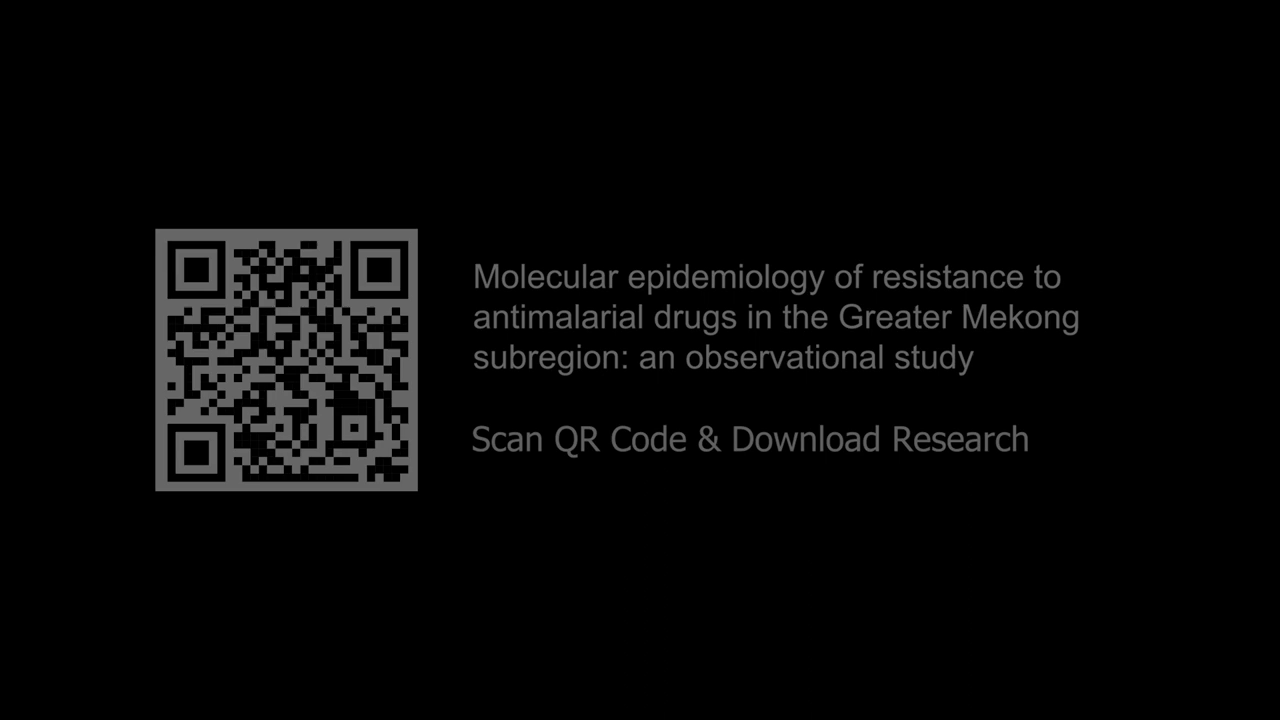 Molecular epidemiology of resistance to
antimalarial drugs in the Greater Mekong
subregion: an observational study
Scan QR Code & Download Research